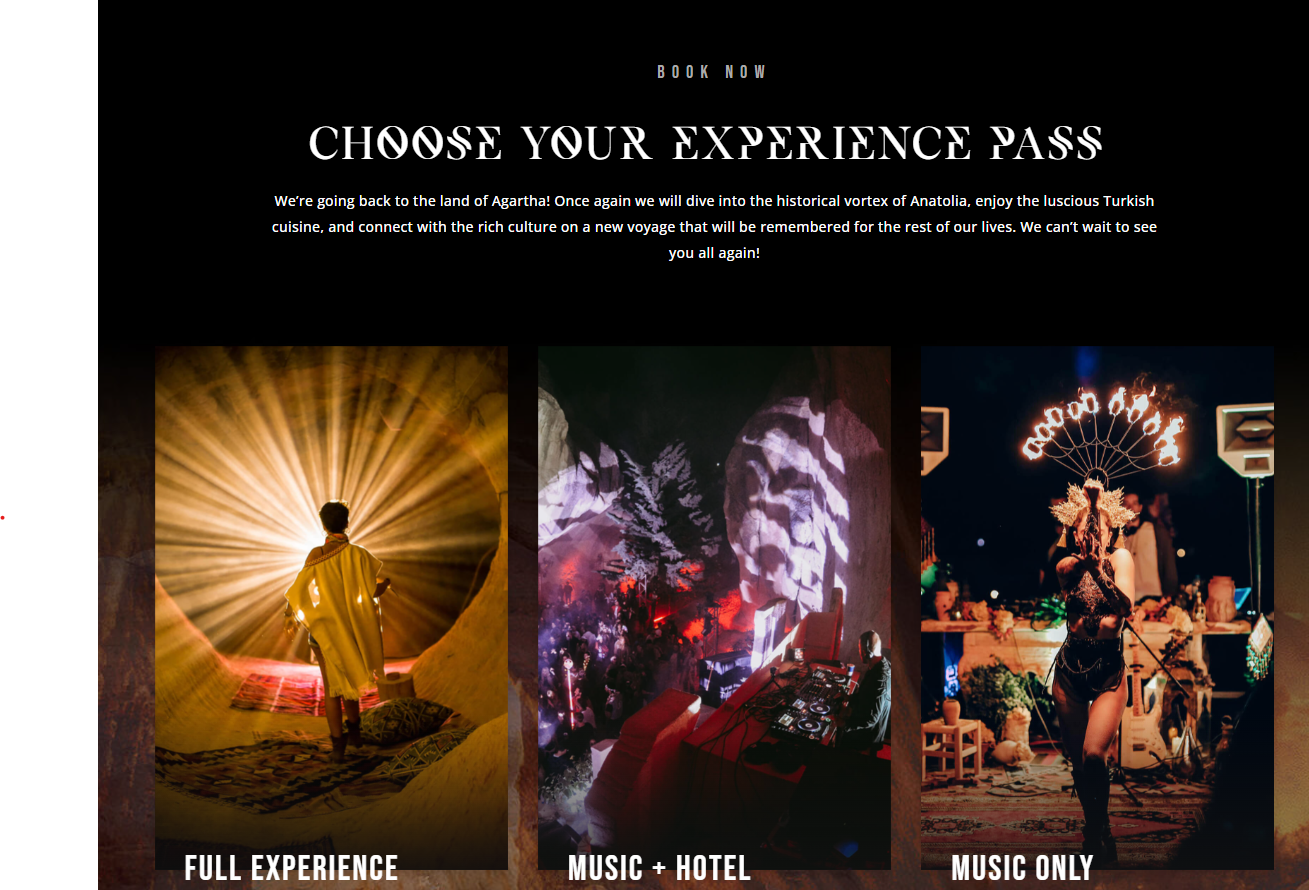 BOOK NOW
CHOOSE YOUR EXPERIENCE PASS
We’re going back to the land of Agartha! Once again we will dive into the historical vortex of Anatolia, enjoy the luscious Turkish
cuisine, and connect with the rich culture on a new voyage that will be remembered for the rest of our lives. We can’t wait to see
you all again!
FULL EXPERIENCE
MUSIC + HOTEL
MUSIC ONLY